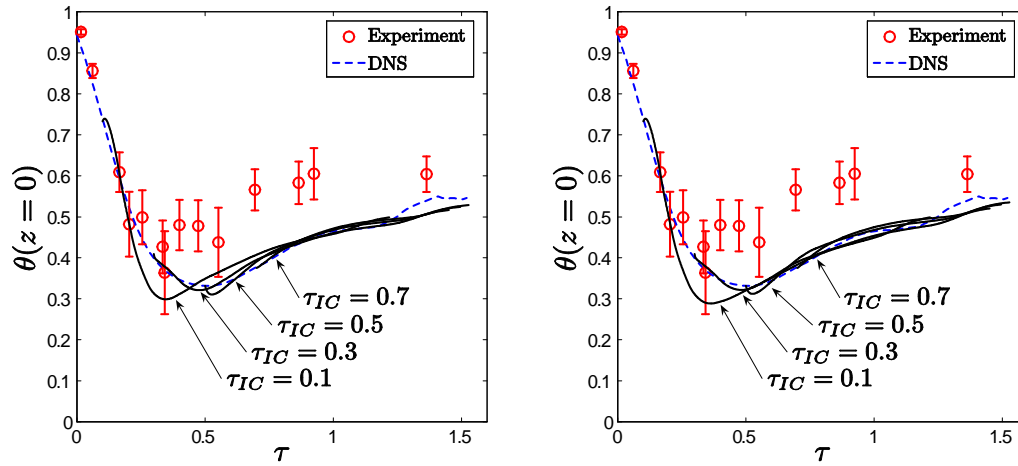 1
0.9
0.8
0.7
0.6
0.5
0.4
0.3
0.2
0.1
0
θ(z = 0)
Experiment
DNS
τ_IC = 0.7
τ_IC = 0.5
τ_IC = 0.3
τ_IC = 0.1
0 0.5 1 1.5
τ
1
0.9
0.8
0.7
0.6
0.5
0.4
0.3
0.2
0.1
0
θ(z = 0)
Experiment
DNS
τ_IC = 0.7
τ_IC = 0.5
τ_IC = 0.3
τ_IC = 0.1
0 0.5 1 1.5
τ